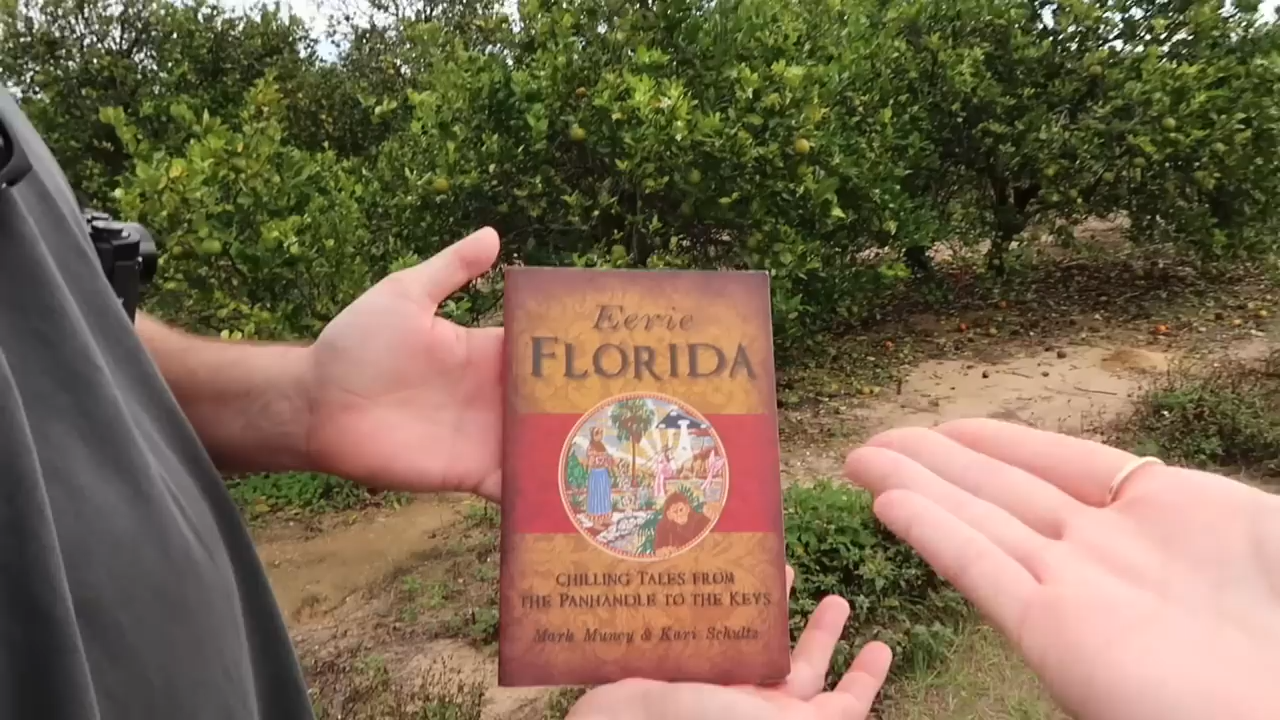 Eerie
FLORIDA
CHILLING TALES FROM
THE PANHANDLE TO THE KEYS
Mark Muncy & Kari Schultz